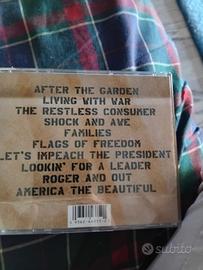 AFTER THE GARDEN
LIVING WITH WAR
THE RESTLESS CONSUMER
SHOCK AND AWE
FAMILIES
FLAGS OF FREEDOM
LET'S IMPEACH THE PRESIDENT
LOOKIN' FOR A LEADER
ROGER AND OUT
AMERICA THE BEAUTIFUL
subito